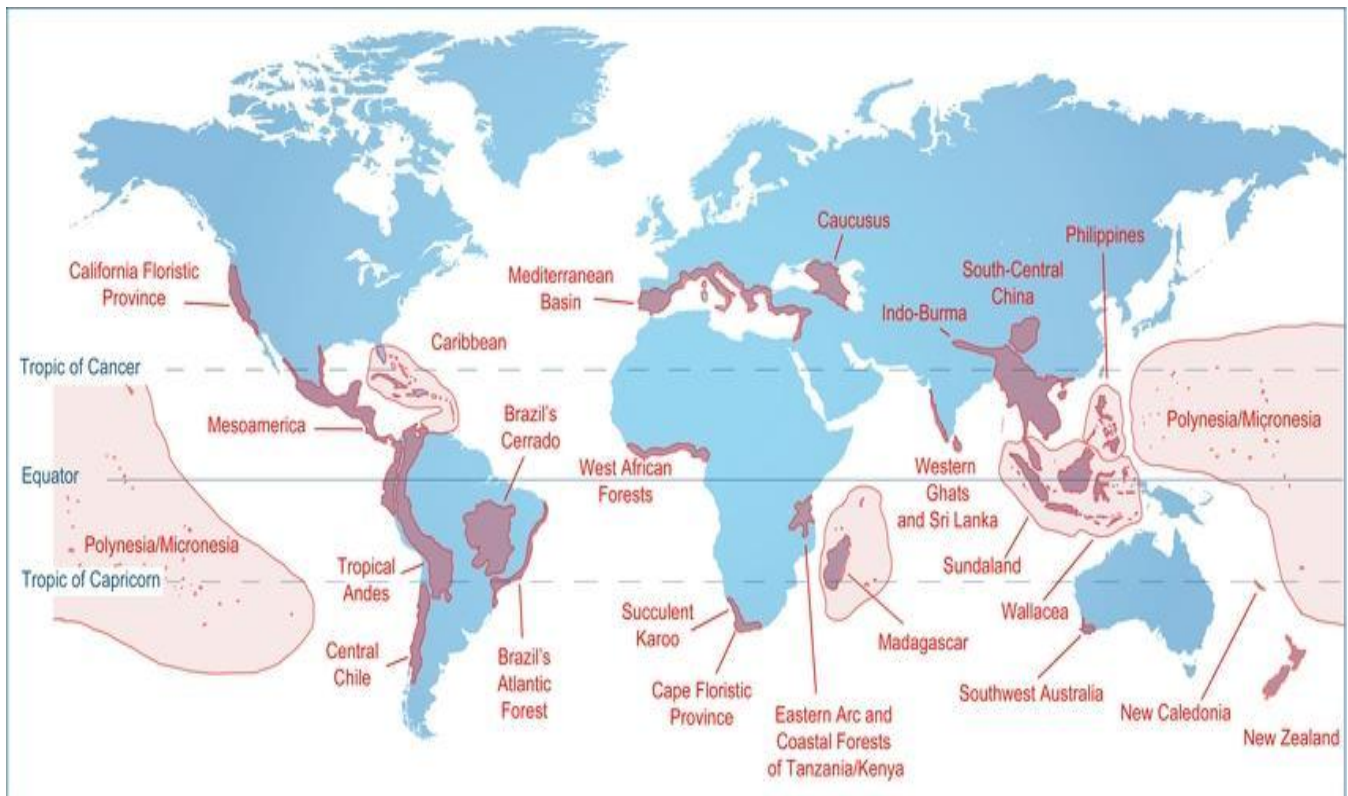 Caucusus
Philippines
California Floristic
Province
Mediterranean
Basin
South-Central
China
Indo-Burma
Caribbean
Tropic of Cancer
Mesoamerica
Brazil's
Cerrado
Polynesia/Micronesia
Equator
West African
Forests
Western
Ghats
and Sri Lanka
Polynesia/Micronesia
Tropical
Andes
Sundaland
Tropic of Capricorn
Succulent
Karoo
Wallacea
Madagascar
Central
Chile
Brazil's
Atlantic
Forest
Cape Floristic
Province
Eastern Arc and
Coastal Forests
of Tanzania/Kenya
Southwest Australia
New Caledonia
New Zealand